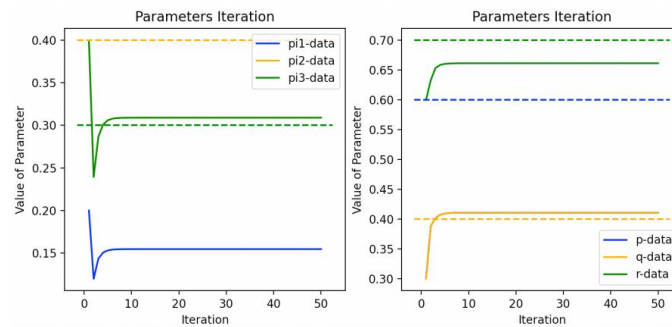 Parameters Iteration
0.40
0.35
0.30
0.25
0.20
0.15
Value of Parameter
pi1-data
pi2-data
pi3-data
0 10 20 30 40 50
Iteration
Parameters Iteration
0.70
0.65
0.60
0.55
0.50
0.45
0.40
0.35
0.30
Value of Parameter
p-data
q-data
r-data
0 10 20 30 40 50
Iteration